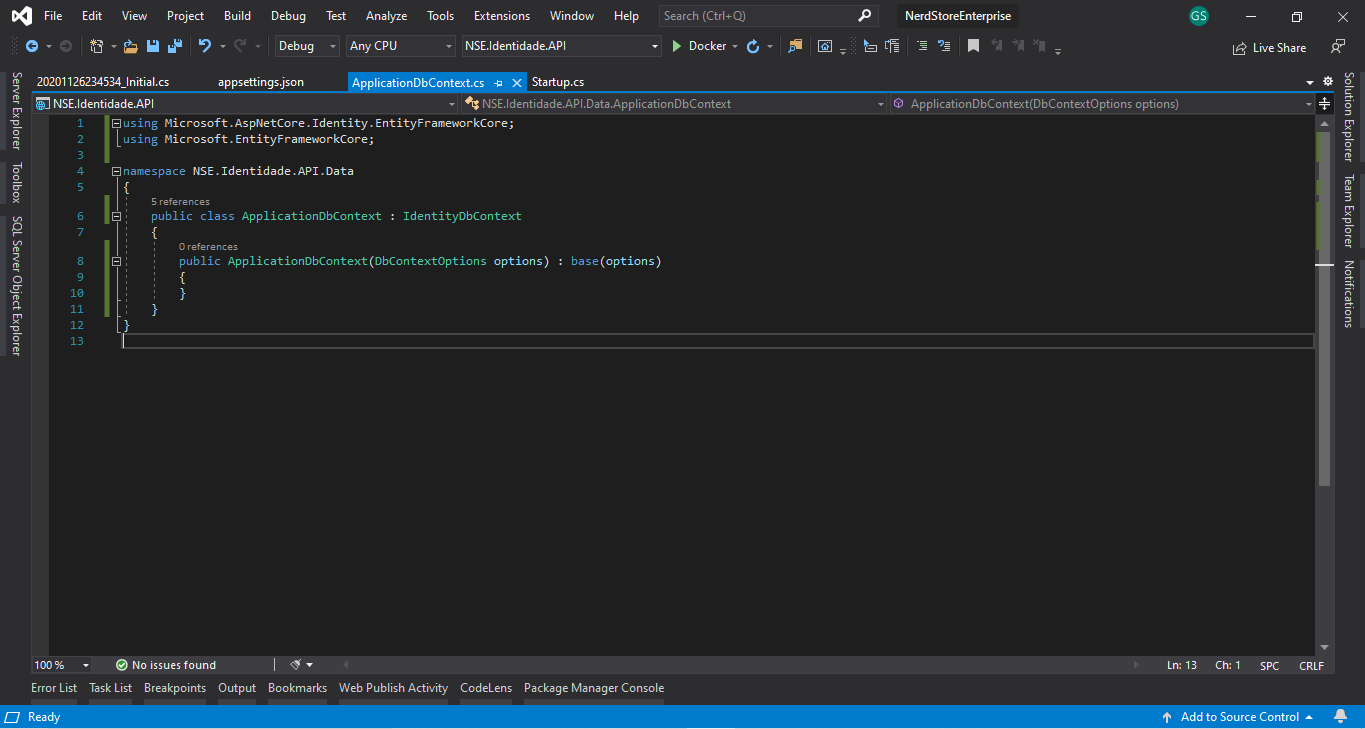 File Edit View Project Build Debug Test Analyze Tools Extensions Window Help Search (Ctrl+Q) NerdStoreEnterprise GS
Debug Any CPU NSE.Identidade.API Docker Live Share
20201126234534_Initial.cs appsettings.json ApplicationDbContext.cs Startup.cs
NSE.Identidade.API NSE.Identidade.API.Data.ApplicationDbContext ApplicationDbContext(DbContextOptions options)
Server Explorer
Toolbox
SQL Server Object Explorer
1 using Microsoft.AspNetCore.Identity.EntityFrameworkCore;
2 using Microsoft.EntityFrameworkCore;
3
4 namespace NSE.Identidade.API.Data
5 {
5 references
6 public class ApplicationDbContext : IdentityDbContext
7 {
0 references
8 public ApplicationDbContext(DbContextOptions options) : base(options)
9 {
10 }
11 }
12 }
13
Solution Explorer
Team Explorer
Notifications
100 % No issues found Ln: 13 Ch: 1 SPC CRLF
Error List Task List Breakpoints Output Bookmarks Web Publish Activity CodeLens Package Manager Console
Ready Add to Source Control